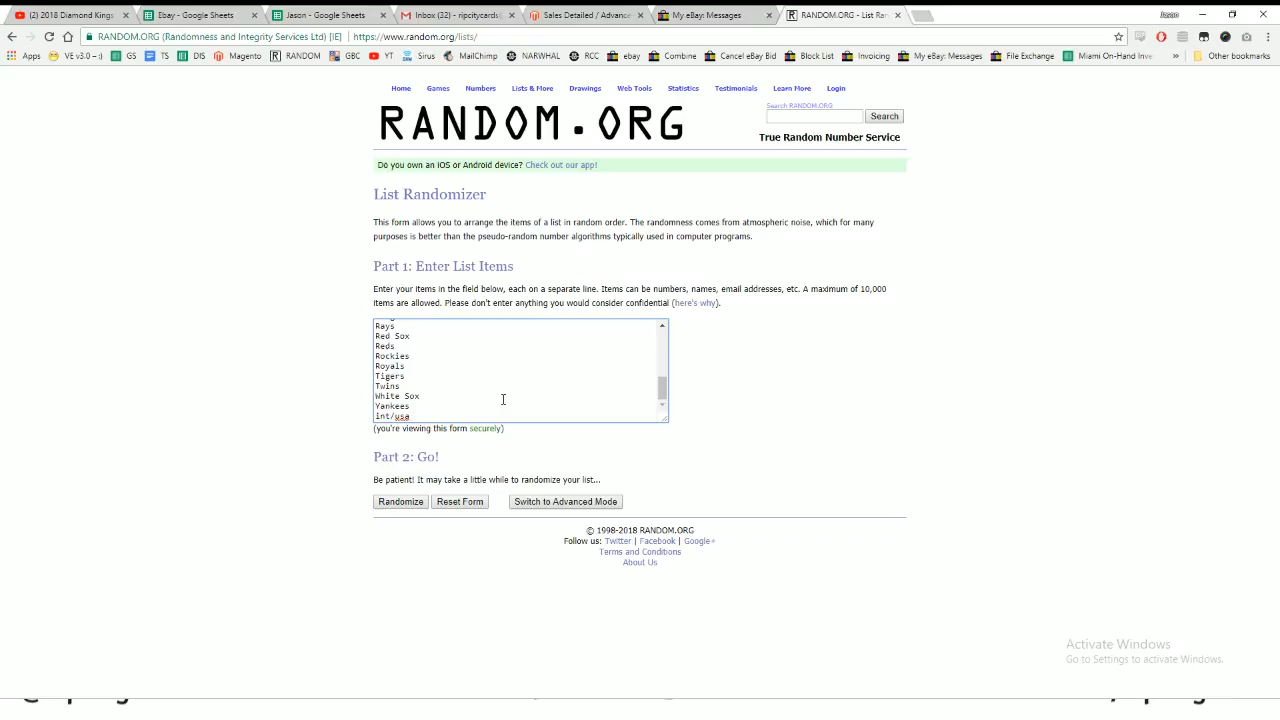 (2) 2018 Diamond Kings
Ebay - Google Sheets
Jason - Google Sheets
Inbox (32) - ripcitycards@
Sales Detailed / Advance
My eBay: Messages
RANDOM.ORG - List Ran
Jason
RANDOM.ORG (Randomness and Integrity Services Ltd) [IE]
https://www.random.org/lists/
Apps
VE v3.0 -- :)
GS
TS
DIS
Magento
RANDOM
GBC
YT
Sirus
MailChimp
NARWHAL
RCC
ebay
Combine
Cancel eBay Bid
Block List
Invoicing
My eBay: Messages
File Exchange
Miami On-Hand Inve
»
Other bookmarks
Home
Games
Numbers
Lists & More
Drawings
Web Tools
Statistics
Testimonials
Learn More
Login
Search RANDOM.ORG
RANDOM.ORG
Search
True Random Number Service
Do you own an iOS or Android device? Check out our app!
List Randomizer
This form allows you to arrange the items of a list in random order. The randomness comes from atmospheric noise, which for many
purposes is better than the pseudo-random number algorithms typically used in computer programs.
Part 1: Enter List Items
Enter your items in the field below, each on a separate line. Items can be numbers, names, email addresses, etc. A maximum of 10,000
items are allowed. Please don't enter anything you would consider confidential (here's why).
Rays
Red Sox
Reds
Rockies
Royals
Tigers
Twins
White Sox
Yankees
int/usa
(you're viewing this form securely)
Part 2: Go!
Be patient! It may take a little while to randomize your list...
Randomize
Reset Form
Switch to Advanced Mode
© 1998-2018 RANDOM.ORG
Follow us: Twitter | Facebook | Google+
Terms and Conditions
About Us
Activate Windows
Go to Settings to activate Windows.